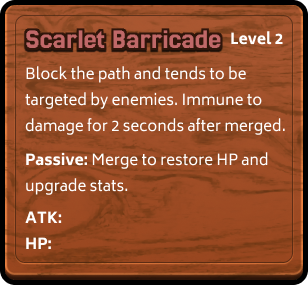 Scarlet Barricade Level 2
Block the path and tends to be
targeted by enemies. Immune to
damage for 2 seconds after merged.
Passive: Merge to restore HP and
upgrade stats.
ATK:
HP: